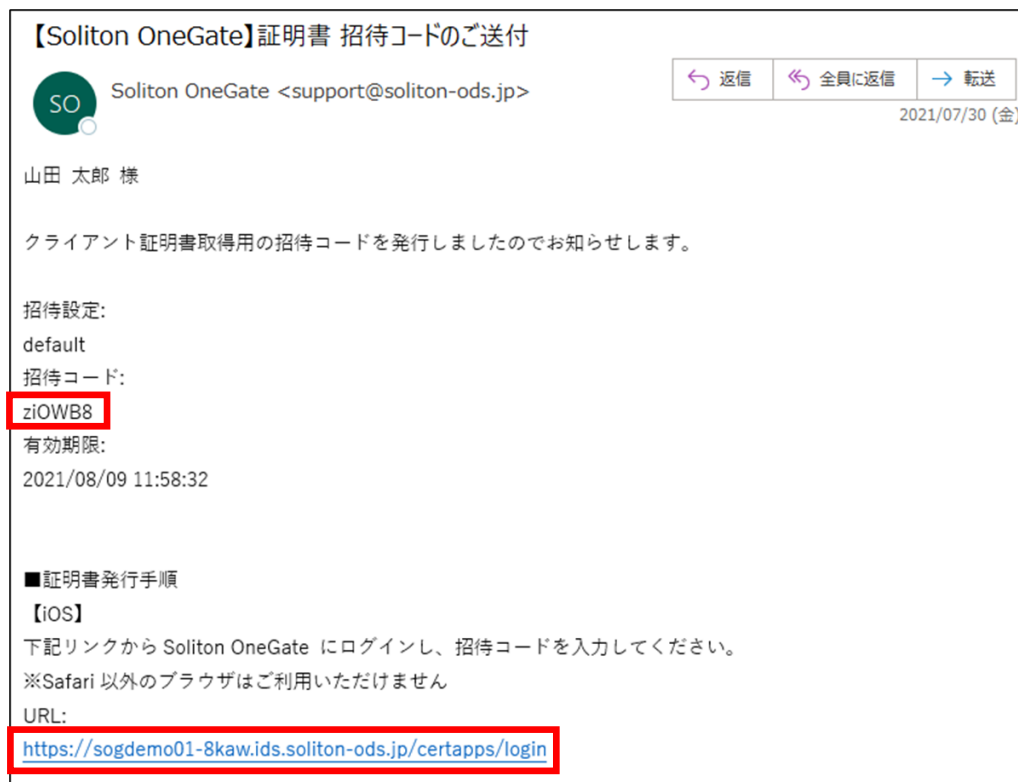 【Soliton OneGate】証明書 招待コードのご送付
SO
Soliton OneGate <support@soliton-ods.jp>
返信 全員に返信 転送
2021/07/30 (金)
山田 太郎 様
クライアント証明書取得用の招待コードを発行しましたのでお知らせします。
招待設定:
default
招待コード:
ziOWB8
有効期限:
2021/08/09 11:58:32
■証明書発行手順
【iOS】
下記リンクから Soliton OneGate にログインし、招待コードを入力してください。
※Safari 以外のブラウザはご利用いただけません
URL:
https://sogdemo01-8kaw.ids.soliton-ods.jp/certapps/login